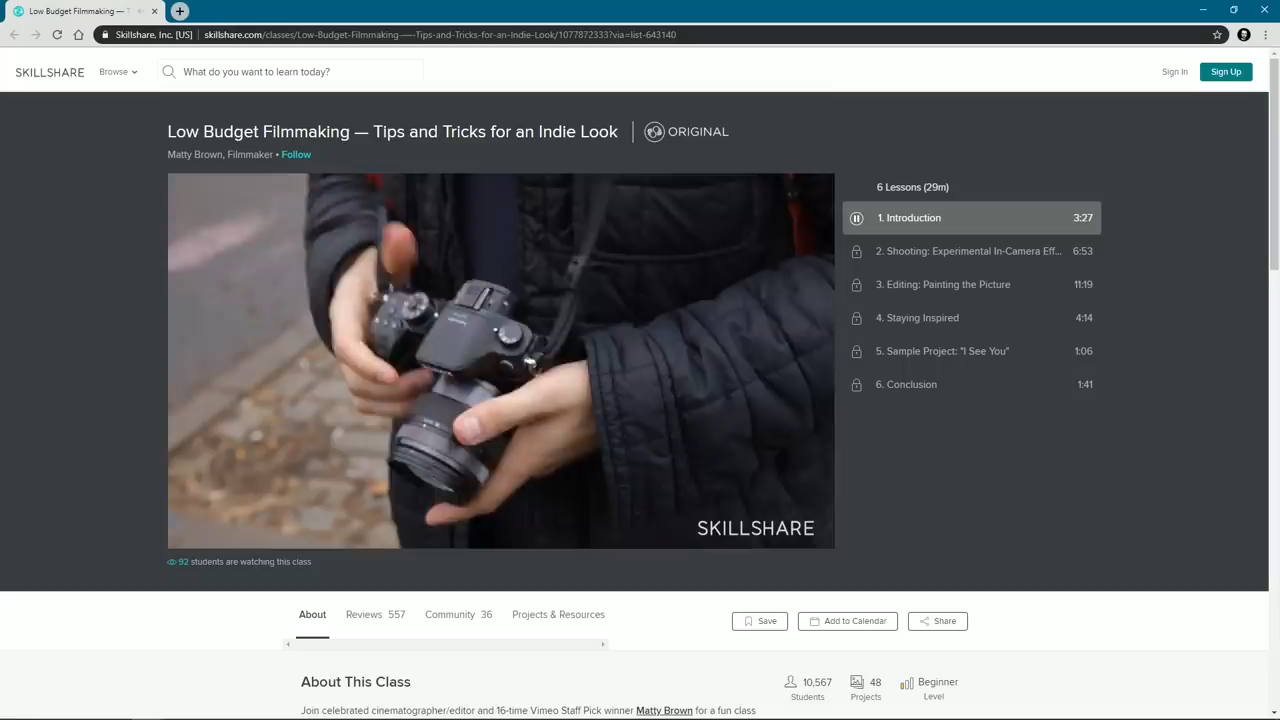 Low Budget Filmmaking —
Skillshare, Inc. [US]
skillshare.com/classes/Low-Budget-Filmmaking-—-Tips-and-Tricks-for-an-Indie-Look/1077872333?via=list-643140
SKILLSHARE
Browse
What do you want to learn today?
Sign In
Sign Up
Low Budget Filmmaking — Tips and Tricks for an Indie Look
ORIGINAL
Matty Brown, Filmmaker • Follow
6 Lessons (29m)
1. Introduction 3:27
2. Shooting: Experimental In-Camera Eff... 6:53
3. Editing: Painting the Picture 11:19
4. Staying Inspired 4:14
5. Sample Project: "I See You" 1:06
6. Conclusion 1:41
SKILLSHARE
92 students are watching this class
About
Reviews 557
Community 36
Projects & Resources
Save
Add to Calendar
Share
About This Class
10,567
Students
48
Projects
Beginner
Level
Join celebrated cinematographer/editor and 16-time Vimeo Staff Pick winner Matty Brown for a fun class